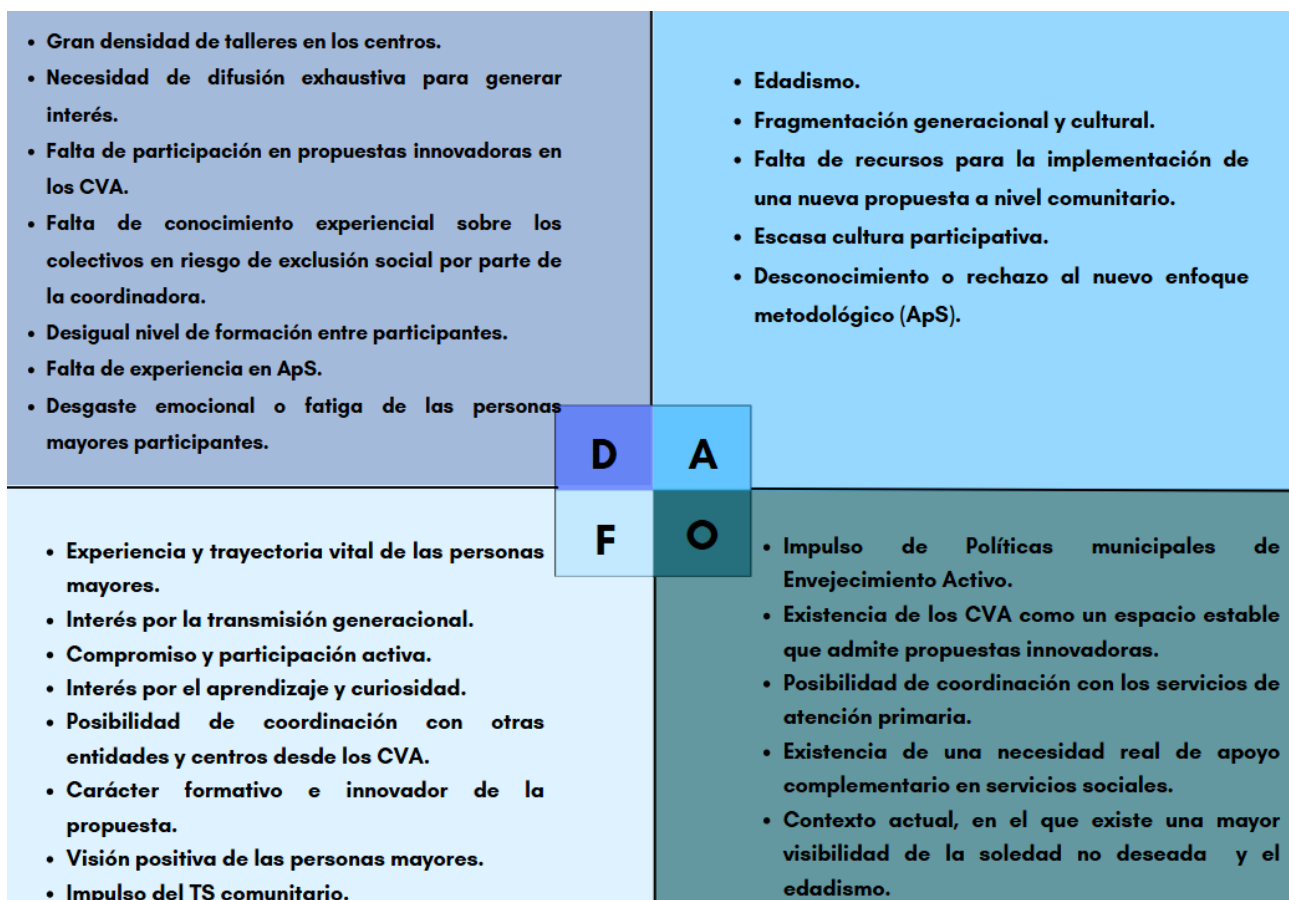 • Gran densidad de talleres en los centros.
• Necesidad de difusión exhaustiva para generar
interés.
• Falta de participación en propuestas innovadoras en
los CVA.
• Falta de conocimiento experiencial sobre los
colectivos en riesgo de exclusión social por parte de
la coordinadora.
• Desigual nivel de formación entre participantes.
• Falta de experiencia en ApS.
• Desgaste emocional o fatiga de las personas
mayores participantes.
• Edadismo.
• Fragmentación generacional y cultural.
• Falta de recursos para la implementación de
una nueva propuesta a nivel comunitario.
• Escasa cultura participativa.
• Desconocimiento o rechazo al nuevo enfoque
metodológico (ApS).
D A
F O
• Experiencia y trayectoria vital de las personas
mayores.
• Interés por la transmisión generacional.
• Compromiso y participación activa.
• Interés por el aprendizaje y curiosidad.
• Posibilidad de coordinación con otras
entidades y centros desde los CVA.
• Carácter formativo e innovador de la
propuesta.
• Visión positiva de las personas mayores.
• Impulso del TS comunitario.
• Impulso de Políticas municipales de
Envejecimiento Activo.
• Existencia de los CVA como un espacio estable
que admite propuestas innovadoras.
• Posibilidad de coordinación con los servicios de
atención primaria.
• Existencia de una necesidad real de apoyo
complementario en servicios sociales.
• Contexto actual, en el que existe una mayor
visibilidad de la soledad no deseada y el
edadismo.